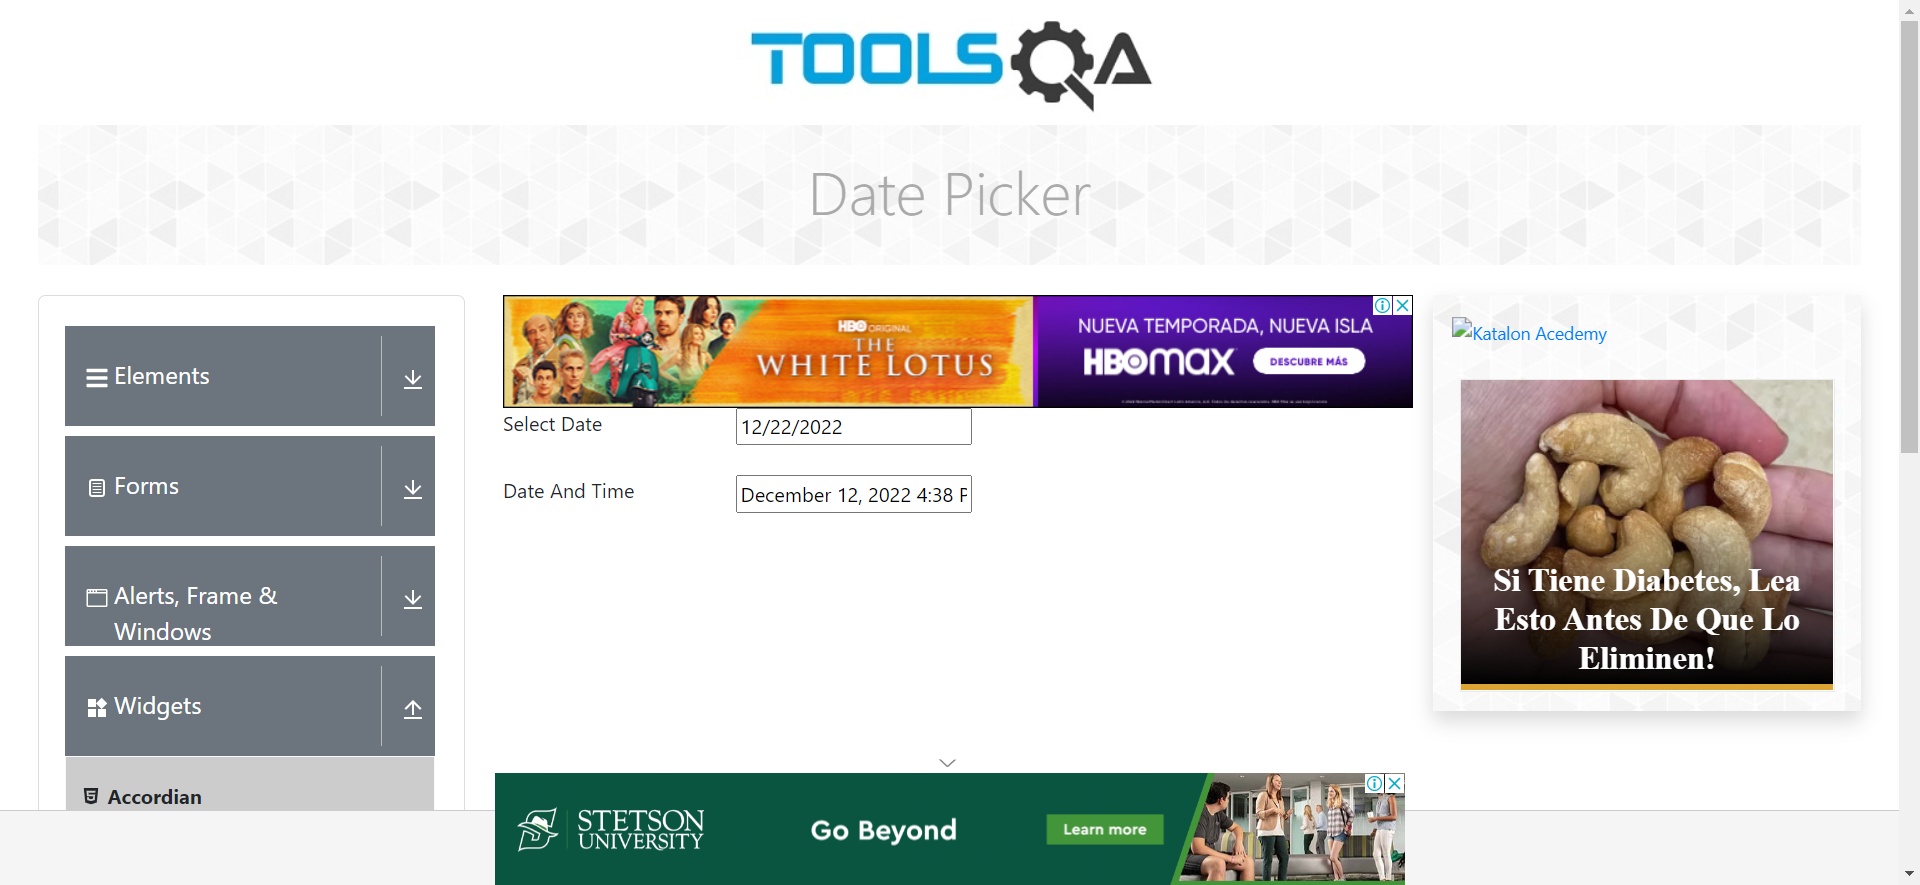 TOOLSQA
Date Picker
Elements
Forms
Alerts, Frame &
Windows
Widgets
Accordian
HBO ORIGINAL
THE
WHITE LOTUS
NUEVA TEMPORADA, NUEVA ISLA
HBOMAX
DESCUBRE MÁS
Select Date
12/22/2022
Date And Time
December 12, 2022 4:38 P
Katalon Acedemy
Si Tiene Diabetes, Lea
Esto Antes De Que Lo
Eliminen!
STETSON
UNIVERSITY
Go Beyond
Learn more